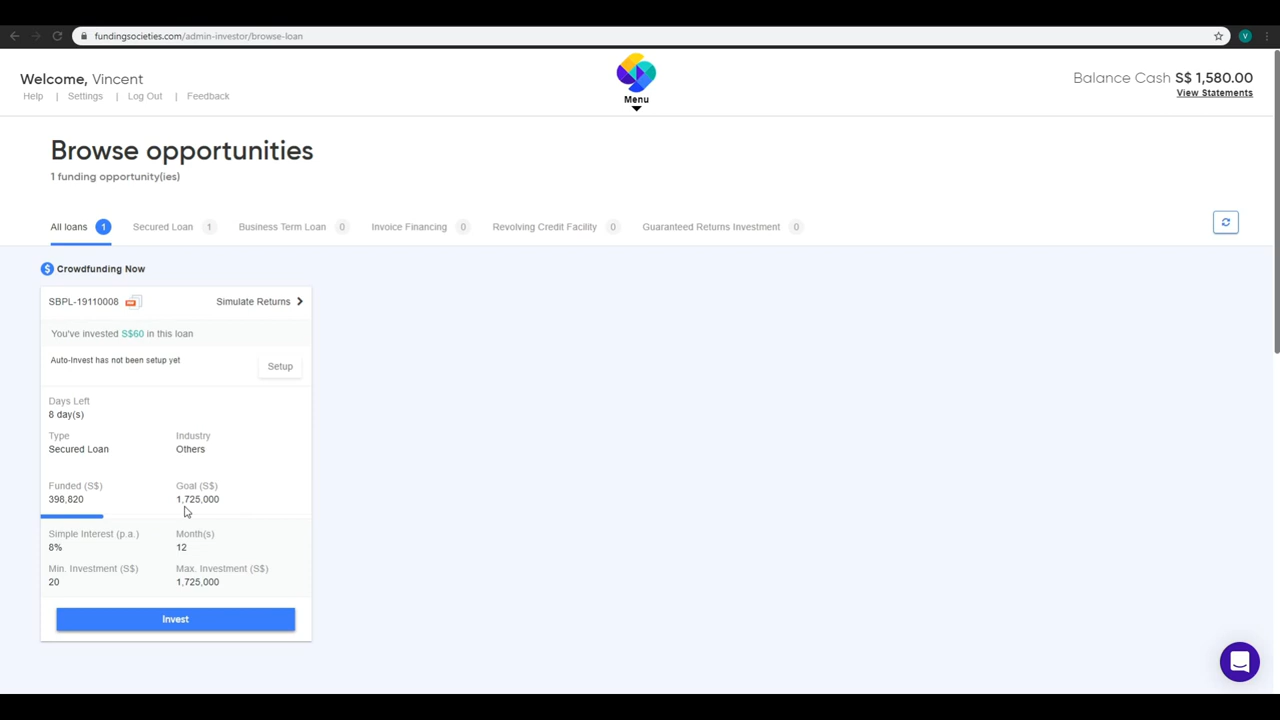 fundingsocieties.com/admin-investor/browse-loan
V
Welcome, Vincent
Help | Settings | Log Out | Feedback
Menu
Balance Cash S$ 1,580.00
View Statements
Browse opportunities
1 funding opportunity(ies)
All loans 1 Secured Loan 1 Business Term Loan 0 Invoice Financing 0 Revolving Credit Facility 0 Guaranteed Returns Investment 0
$ Crowdfunding Now
SBPL-19110008 PDF Simulate Returns
You've invested S$60 in this loan
Auto-Invest has not been setup yet
Setup
Days Left
8 day(s)
Type Industry
Secured Loan Others
Funded (S$) Goal (S$)
398,820 1,725,000
Simple Interest (p.a.) Month(s)
8% 12
Min. Investment (S$) Max. Investment (S$)
20 1,725,000
Invest